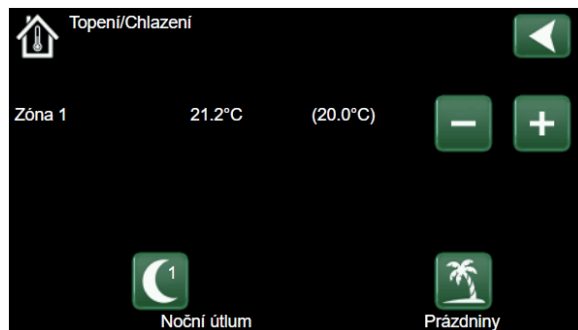 Topení/Chlazení
Zóna 1 21.2°C (20.0°C)
1
Noční útlum Prázdniny